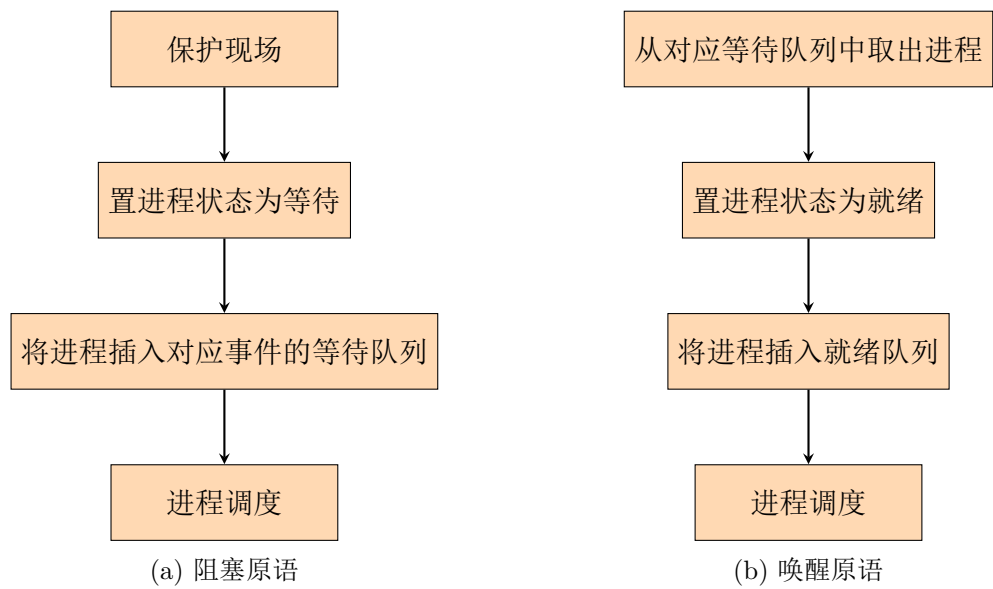 保护现场
置进程状态为等待
将进程插入对应事件的等待队列
进程调度
(a) 阻塞原语
从对应等待队列中取出进程
置进程状态为就绪
将进程插入就绪队列
进程调度
(b) 唤醒原语